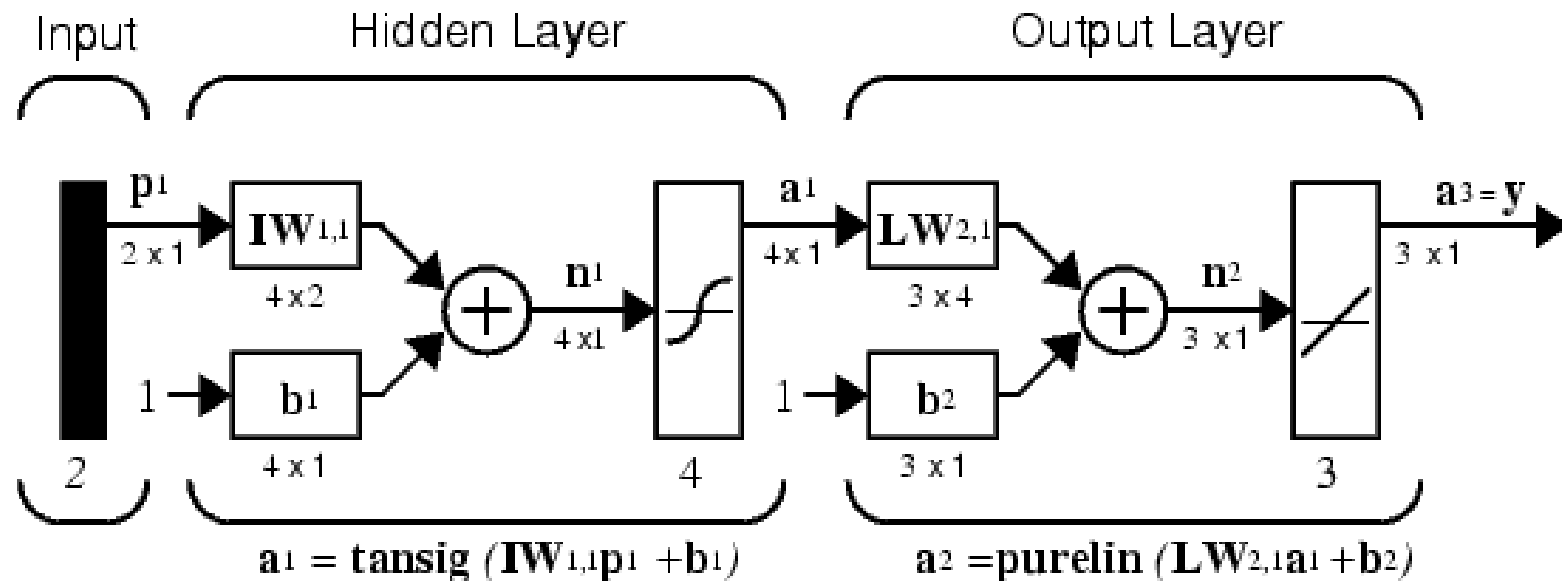 Input Hidden Layer Output Layer
p1 a1 a3 = y
IW1,1 LW2,1
2 x 1 4 x 1 3 x 1
4 x 2 n1 3 x 4 n2
4 x 1 3 x 1
1 b1 1 b2
2 4 x 1 4 3 x 1 3
a1 = tansig (IW1,1p1 +b1) a2 =purelin (LW2,1a1 +b2)